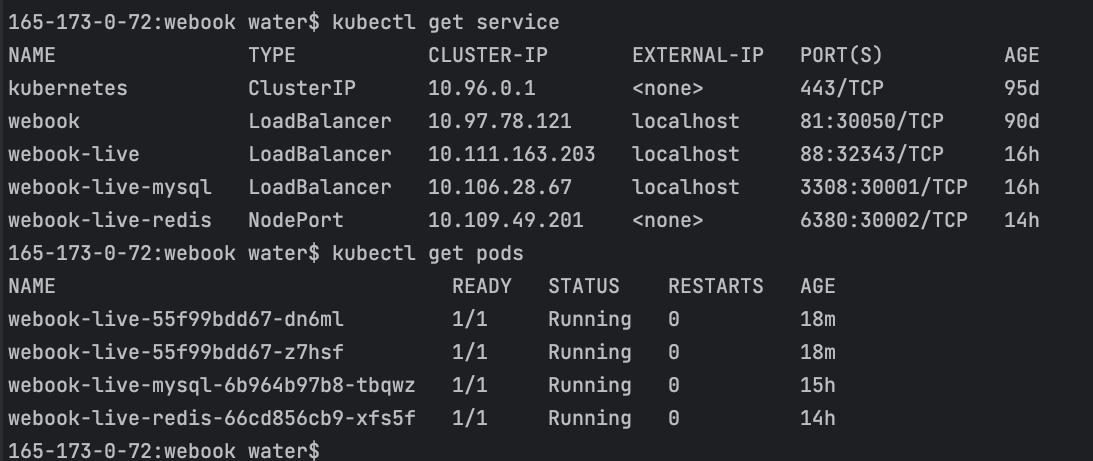 165-173-0-72:webook water$ kubectl get service
NAME TYPE CLUSTER-IP EXTERNAL-IP PORT(S) AGE
kubernetes ClusterIP 10.96.0.1 <none> 443/TCP 95d
webook LoadBalancer 10.97.78.121 localhost 81:30050/TCP 90d
webook-live LoadBalancer 10.111.163.203 localhost 88:32343/TCP 16h
webook-live-mysql LoadBalancer 10.106.28.67 localhost 3308:30001/TCP 16h
webook-live-redis NodePort 10.109.49.201 <none> 6380:30002/TCP 14h
165-173-0-72:webook water$ kubectl get pods
NAME READY STATUS RESTARTS AGE
webook-live-55f99bdd67-dn6ml 1/1 Running 0 18m
webook-live-55f99bdd67-z7hsf 1/1 Running 0 18m
webook-live-mysql-6b964b97b8-tbqwz 1/1 Running 0 15h
webook-live-redis-66cd856cb9-xfs5f 1/1 Running 0 14h
165-173-0-72:webook water$